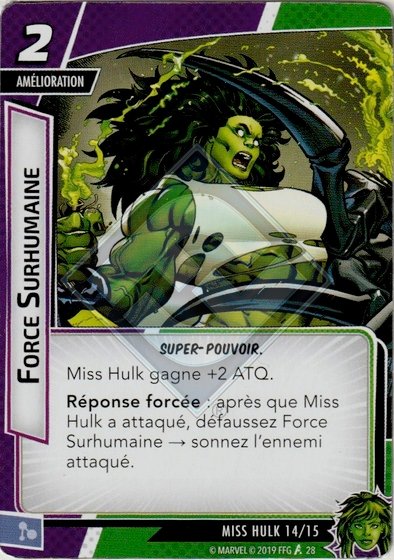 2
AMÉLIORATION
FORCE SURHUMAINE
SUPER-POUVOIR.
Miss Hulk gagne +2 ATQ.
Réponse forcée : après que Miss
Hulk a attaqué, défaussez Force
Surhumaine → sonnez l'ennemi
attaqué.
MISS HULK 14/15
© MARVEL © 2019 FFG 28